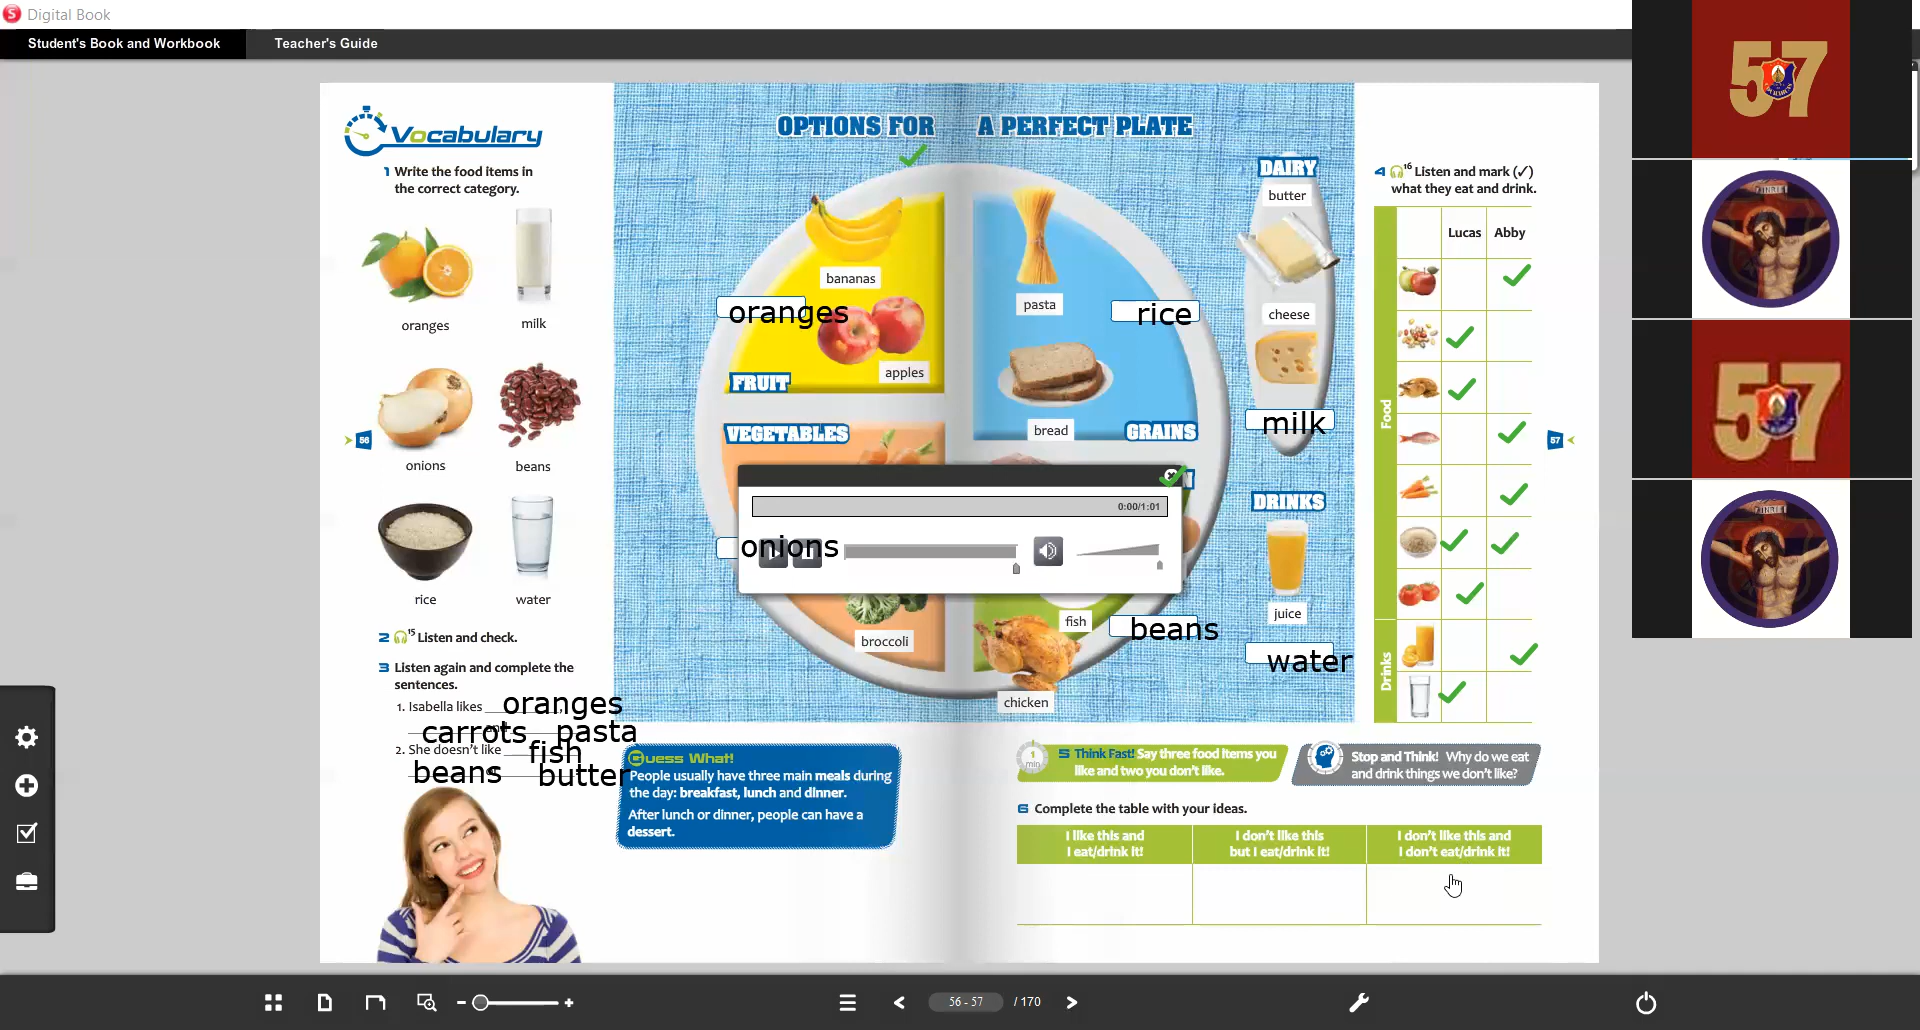 Digital Book
Student's Book and Workbook
Teacher's Guide
Vocabulary
1 Write the food items in
the correct category.
oranges
milk
onions
beans
56
rice
water
2 15 Listen and check.
3 Listen again and complete the
sentences.
1. Isabella likes oranges
carrots pasta
2. She doesn't like fish
beans butter
OPTIONS FOR A PERFECT PLATE
bananas
oranges
apples
FRUIT
VEGETABLES
onions
broccoli
pasta
rice
bread
GRAINS
0:00/1:01
fish
beans
chicken
DAIRY
butter
cheese
milk
DRINKS
juice
water
Guess What!
People usually have three main meals during
the day: breakfast, lunch and dinner.
After lunch or dinner, people can have a
dessert.
4 16 Listen and mark (✓)
what they eat and drink.
Lucas Abby
Food
Drinks
57
1 min
5 Think Fast! Say three food items you
like and two you don't like.
Stop and Think! Why do we eat
and drink things we don't like?
6 Complete the table with your ideas.
I like this and
I eat/drink it!
I don't like this
but I eat/drink it!
I don't like this and
I don't eat/drink it!
56 - 57 / 170
57
57